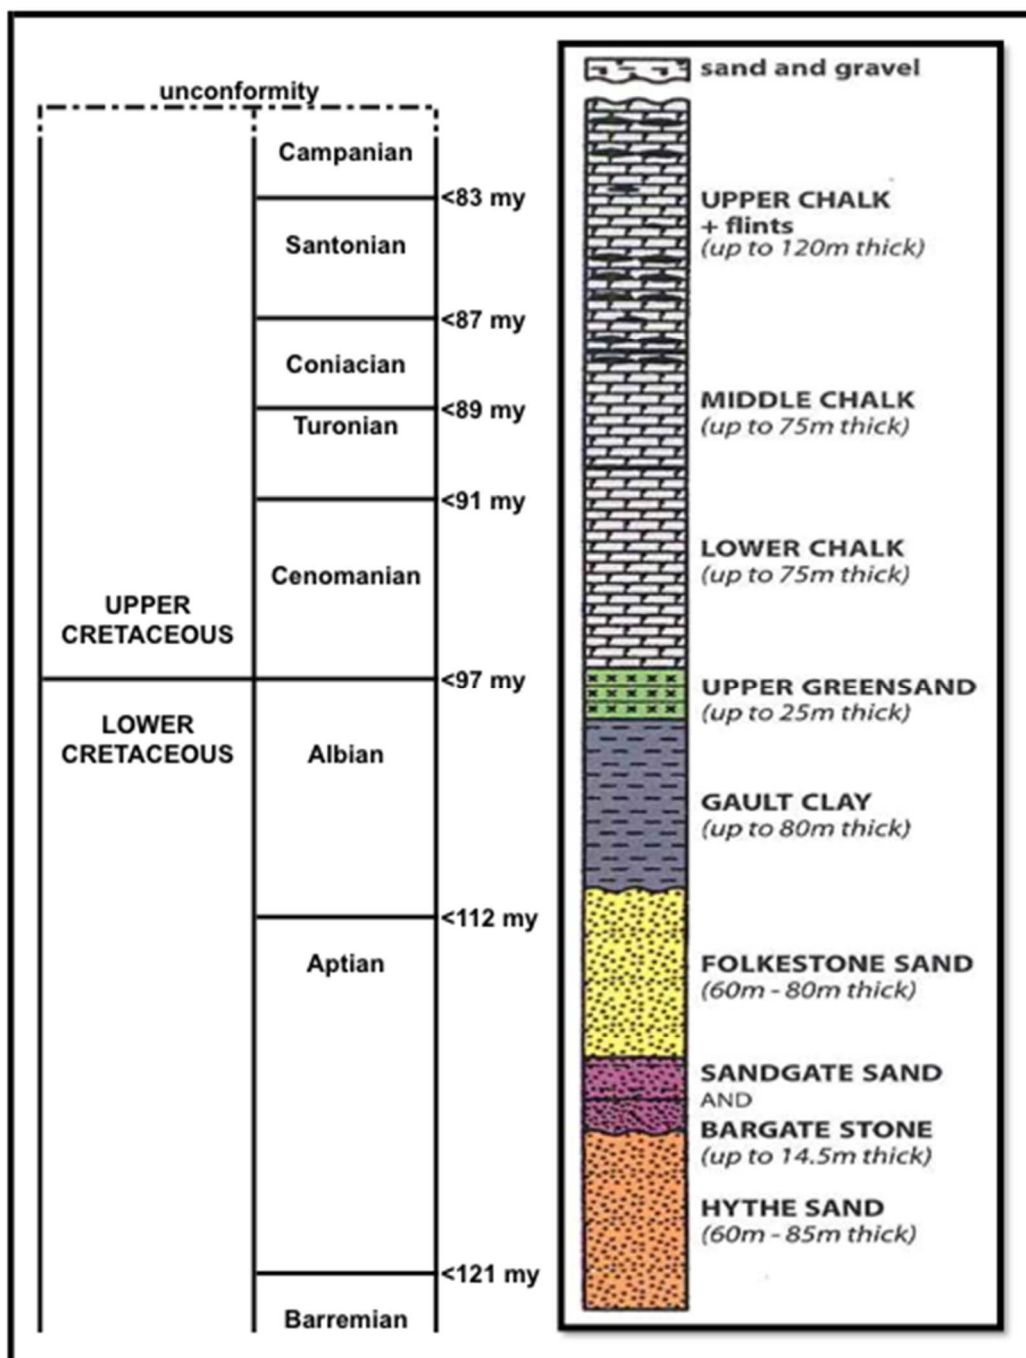 unconformity
Campanian
<83 my
Santonian
<87 my
Coniacian
<89 my
Turonian
<91 my
Cenomanian
UPPER
CRETACEOUS
<97 my
LOWER
CRETACEOUS
Albian
<112 my
Aptian
<121 my
Barremian
sand and gravel
UPPER CHALK
+ flints
(up to 120m thick)
MIDDLE CHALK
(up to 75m thick)
LOWER CHALK
(up to 75m thick)
UPPER GREENSAND
(up to 25m thick)
GAULT CLAY
(up to 80m thick)
FOLKESTONE SAND
(60m - 80m thick)
SANDGATE SAND
AND
BARGATE STONE
(up to 14.5m thick)
HYTHE SAND
(60m - 85m thick)